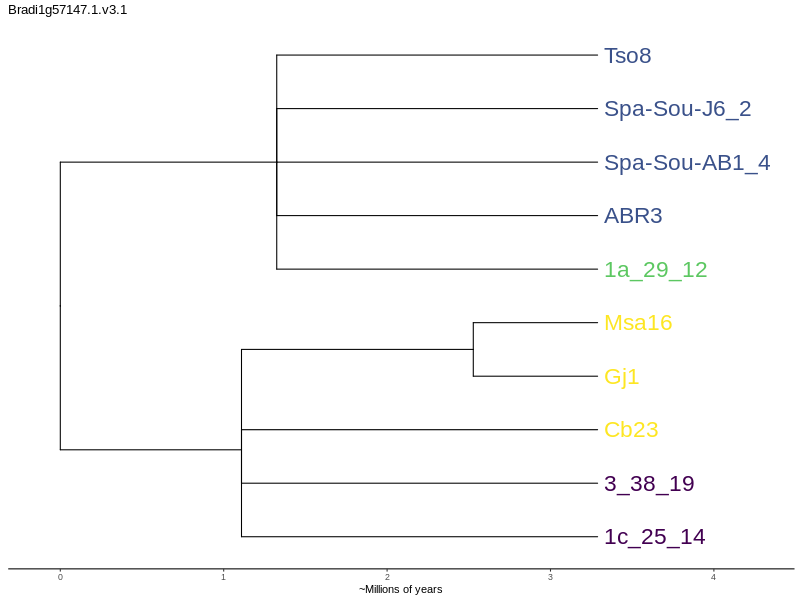 Bradi1g57147.1.v3.1
Tso8
Spa-Sou-J6_2
Spa-Sou-AB1_4
ABR3
1a_29_12
Msa16
Gj1
Cb23
3_38_19
1c_25_14
0 1 2 3 4
~Millions of years